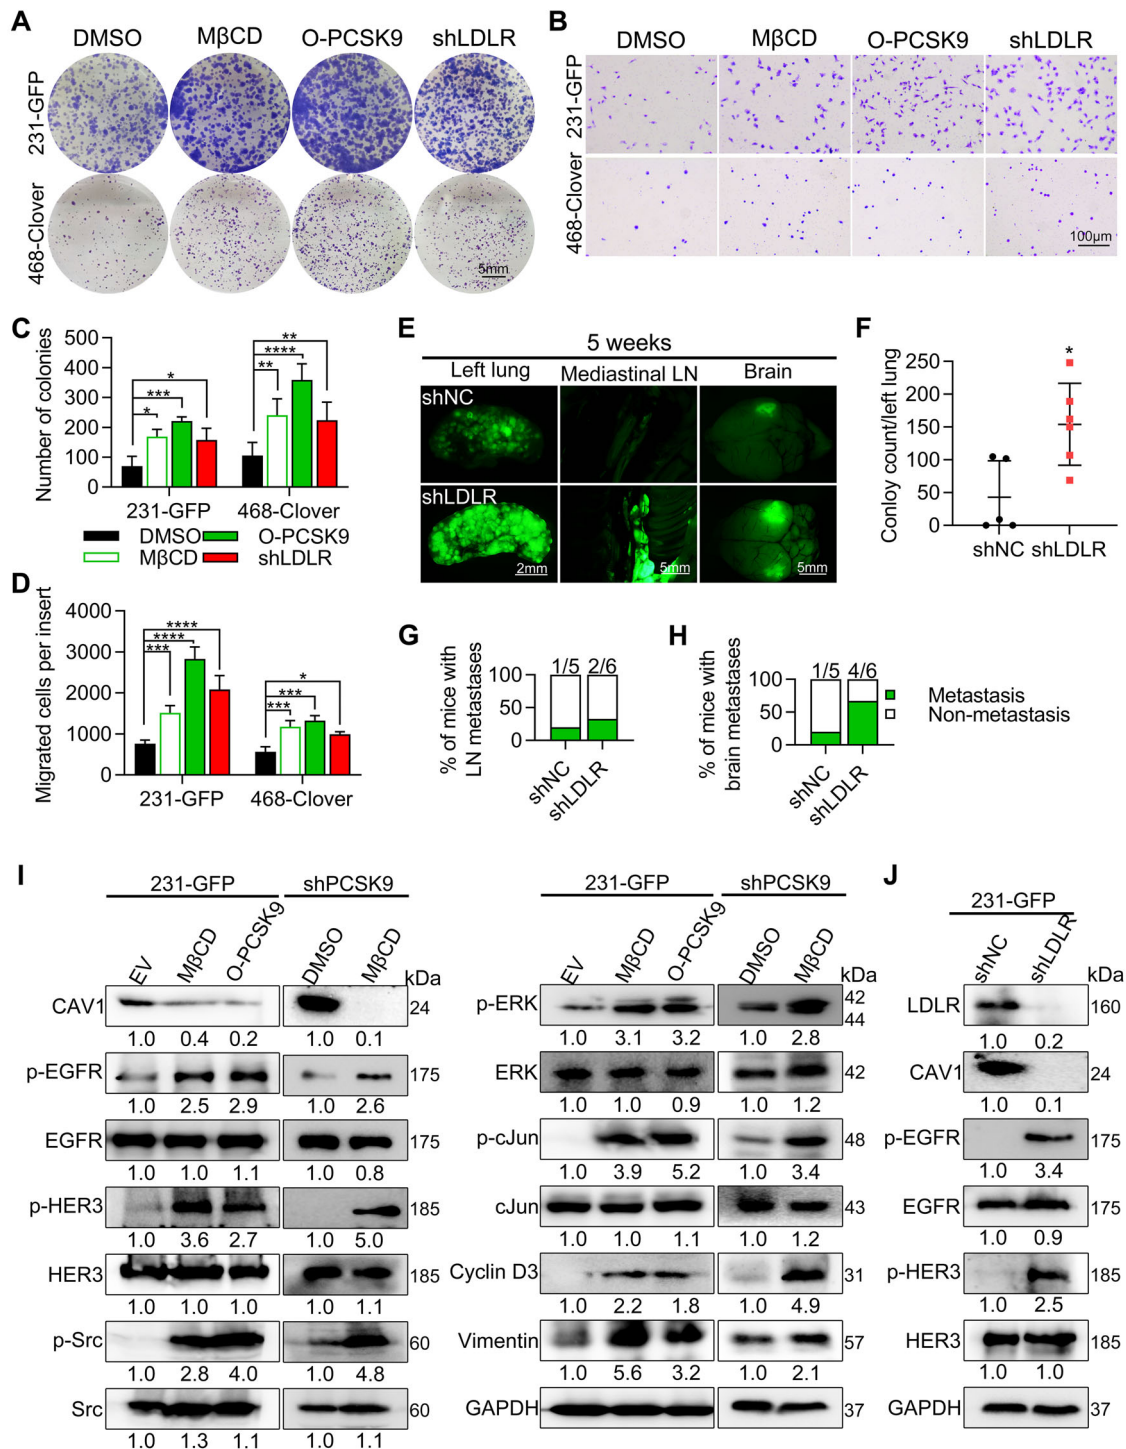 A
DMSO MβCD O-PCSK9 shLDLR
231-GFP
468-Clover
5mm
B
DMSO MβCD O-PCSK9 shLDLR
231-GFP
468-Clover
100μm
C
Number of colonies
500
400
300
200
100
0
* *** *
** **** **
231-GFP 468-Clover
DMSO O-PCSK9
MβCD shLDLR
D
Migrated cells per insert
4000
3000
2000
1000
0
**** **** ***
* *** ***
231-GFP 468-Clover
E
5 weeks
Left lung Mediastinal LN Brain
shNC
shLDLR
2mm 5mm 5mm
F
Conloy count/left lung
250
200
150
100
50
0
*
shNC shLDLR
G
% of mice with
LN metastases
100
50
0
1/5 2/6
shNC
shLDLR
H
% of mice with
brain metastases
100
50
0
1/5 4/6
shNC
shLDLR
Metastasis
Non-metastasis
I
231-GFP shPCSK9
EV MβCD O-PCSK9 DMSO MβCD kDa
CAV1 24
1.0 0.4 0.2 1.0 0.1
p-EGFR 175
1.0 2.5 2.9 1.0 2.6
EGFR 175
1.0 1.0 1.1 1.0 0.8
p-HER3 185
1.0 3.6 2.7 1.0 5.0
HER3 185
1.0 1.0 1.0 1.0 1.1
p-Src 60
1.0 2.8 4.0 1.0 4.8
Src 60
1.0 1.3 1.1 1.0 1.1
231-GFP shPCSK9
EV MβCD O-PCSK9 DMSO MβCD kDa
p-ERK 42
44
1.0 3.1 3.2 1.0 2.8
ERK 42
1.0 1.0 0.9 1.0 1.2
p-cJun 48
1.0 3.9 5.2 1.0 3.4
cJun 43
1.0 1.0 1.1 1.0 1.2
Cyclin D3 31
1.0 2.2 1.8 1.0 4.9
Vimentin 57
1.0 5.6 3.2 1.0 2.1
GAPDH 37
J
231-GFP
shNC shLDLR kDa
LDLR 160
1.0 0.2
CAV1 24
1.0 0.1
p-EGFR 175
1.0 3.4
EGFR 175
1.0 0.9
p-HER3 185
1.0 2.5
HER3 185
1.0 1.0
GAPDH 37